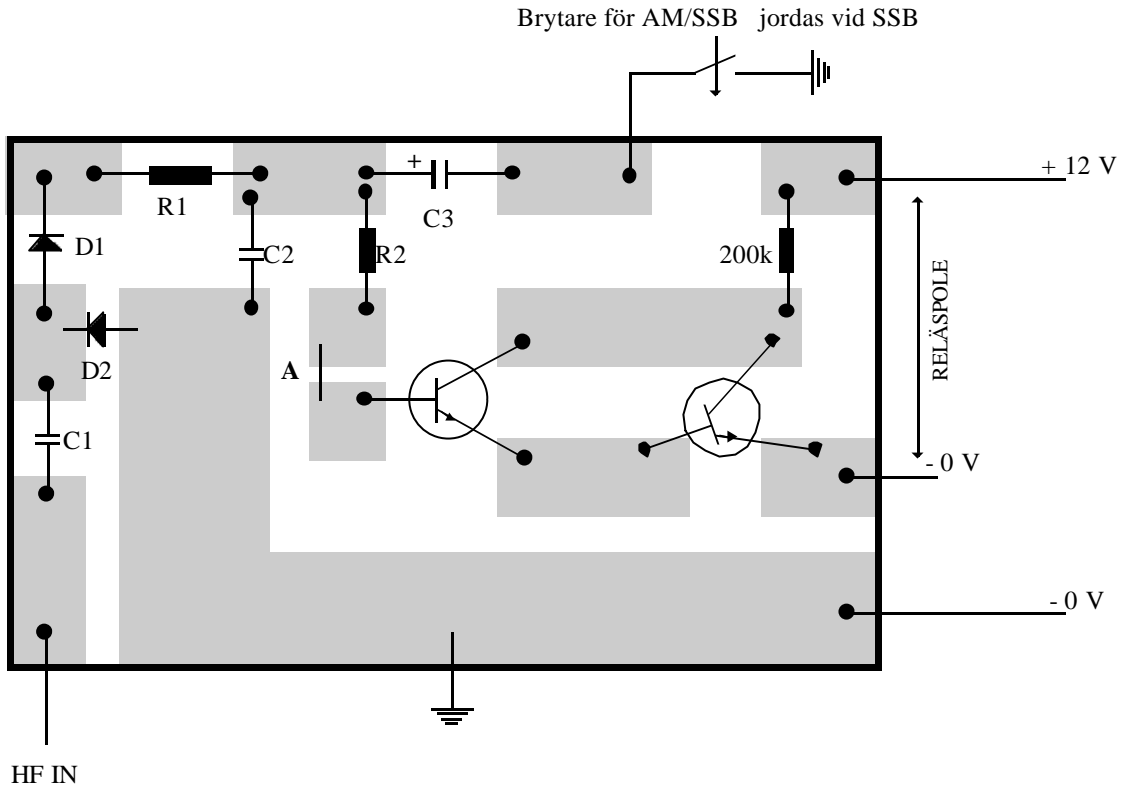 Brytare för AM/SSB jordas vid SSB
+ 12 V
+
R1
C3
D1
C2
R2
200k
RELÄSPOLE
A
D2
C1
- 0 V
- 0 V
HF IN